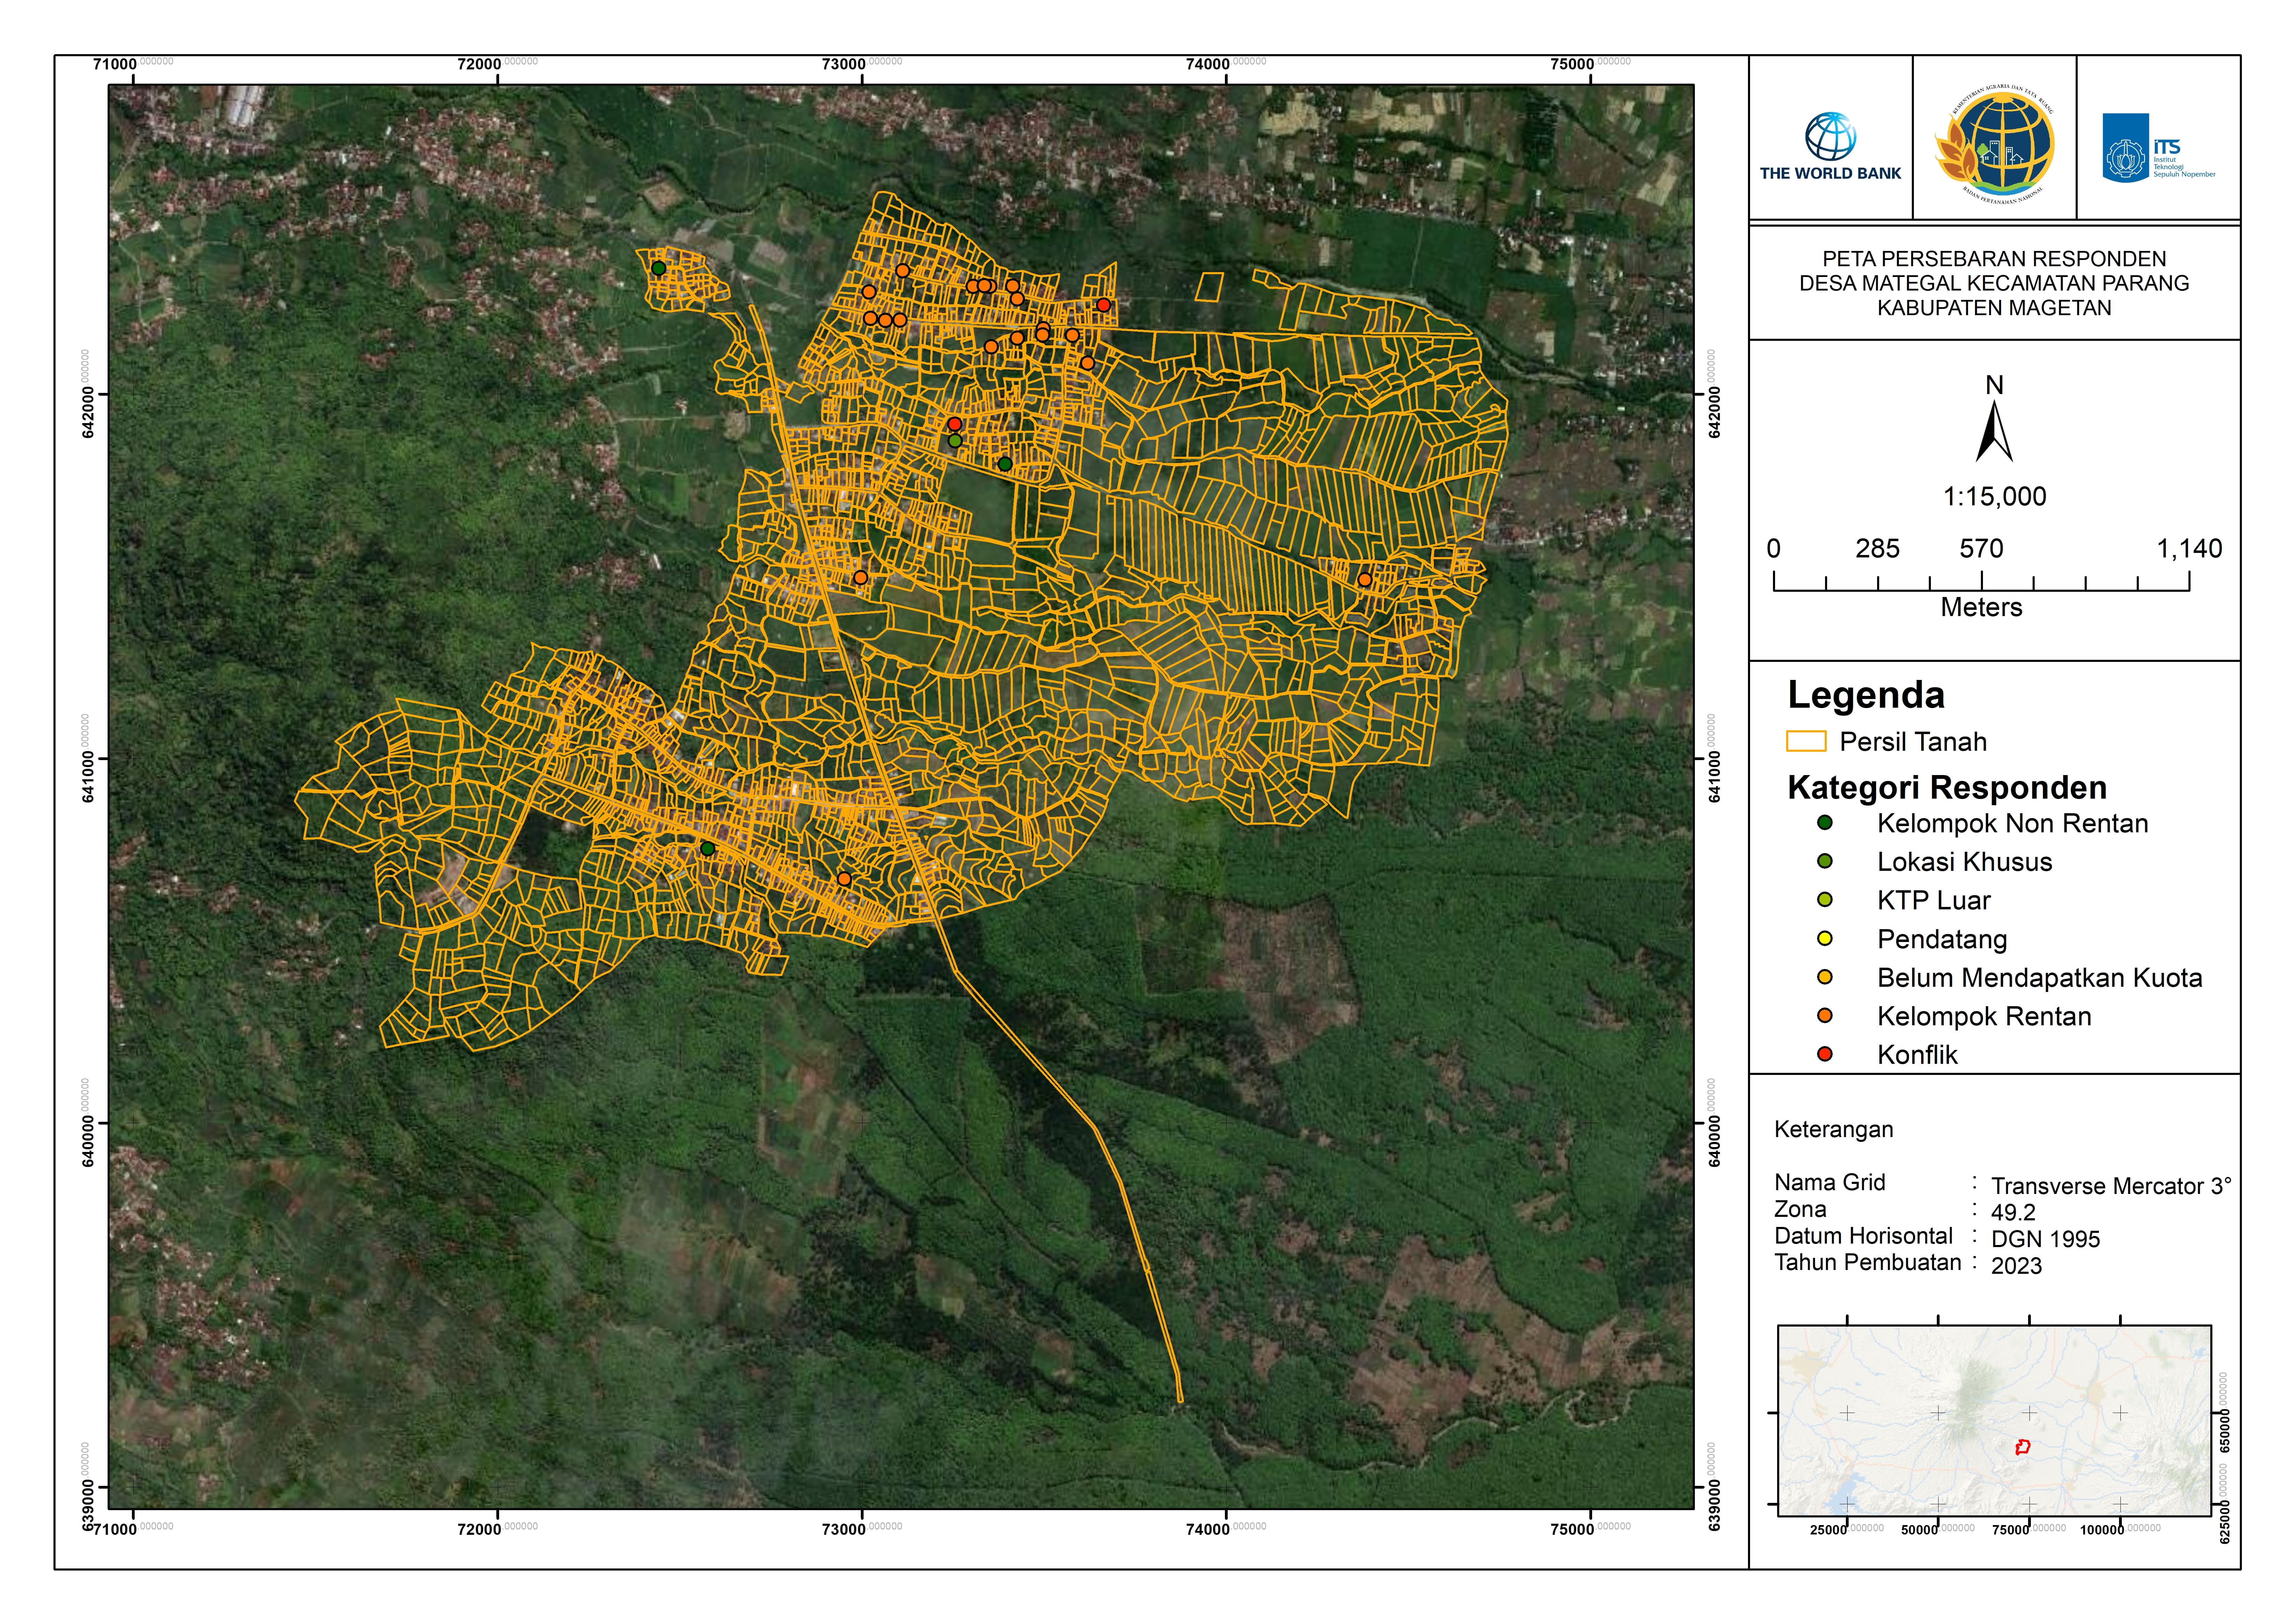 71000.000000 72000.000000 73000.000000 74000.000000 75000.000000
642000.000000 642000.000000
641000.000000 641000.000000
640000.000000 640000.000000
639000.000000 639000.000000
71000.000000 72000.000000 73000.000000 74000.000000 75000.000000
THE WORLD BANK
KEMENTERIAN AGRARIA DAN TATA RUANG
BADAN PERTANAHAN NASIONAL
iTS
Institut
Teknologi
Sepuluh Nopember
PETA PERSEBARAN RESPONDEN
DESA MATEGAL KECAMATAN PARANG
KABUPATEN MAGETAN
N
1:15,000
0 285 570 1,140
Meters
Legenda
Persil Tanah
Kategori Responden
Kelompok Non Rentan
Lokasi Khusus
KTP Luar
Pendatang
Belum Mendapatkan Kuota
Kelompok Rentan
Konflik
Keterangan
Nama Grid : Transverse Mercator 3°
Zona : 49.2
Datum Horisontal : DGN 1995
Tahun Pembuatan : 2023
650000.000000
625000.000000
25000.000000 50000.000000 75000.000000 100000.000000